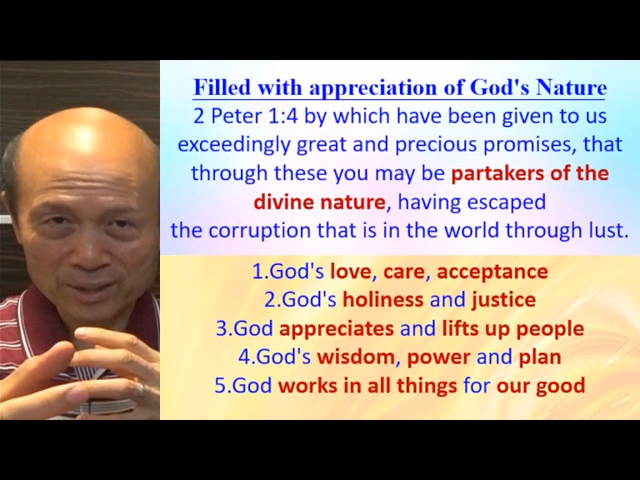 Filled with appreciation of God's Nature
2 Peter 1:4 by which have been given to us
exceedingly great and precious promises, that
through these you may be partakers of the
divine nature, having escaped
the corruption that is in the world through lust.
1.God's love, care, acceptance
2.God's holiness and justice
3.God appreciates and lifts up people
4.God's wisdom, power and plan
5.God works in all things for our good